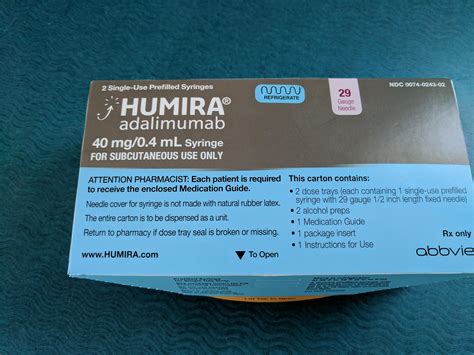 2 Single-Use Prefilled Syringes
REFRIGERATE
29
Gauge
Needle
NDC 0074-0243-02
HUMIRA®
adalimumab
40 mg/0.4 mL Syringe
FOR SUBCUTANEOUS USE ONLY
ATTENTION PHARMACIST: Each patient is required
to receive the enclosed Medication Guide.
Needle cover for syringe is not made with natural rubber latex.
The entire carton is to be dispensed as a unit.
Return to pharmacy if dose tray seal is broken or missing.
www.HUMIRA.com
To Open
This carton contains:
• 2 dose trays (each containing 1 single-use prefilled
syringe with 29 gauge 1/2 inch length fixed needle)
• 2 alcohol preps
• 1 Medication Guide
• 1 package insert
• 1 Instructions for Use
Rx only
abbvie